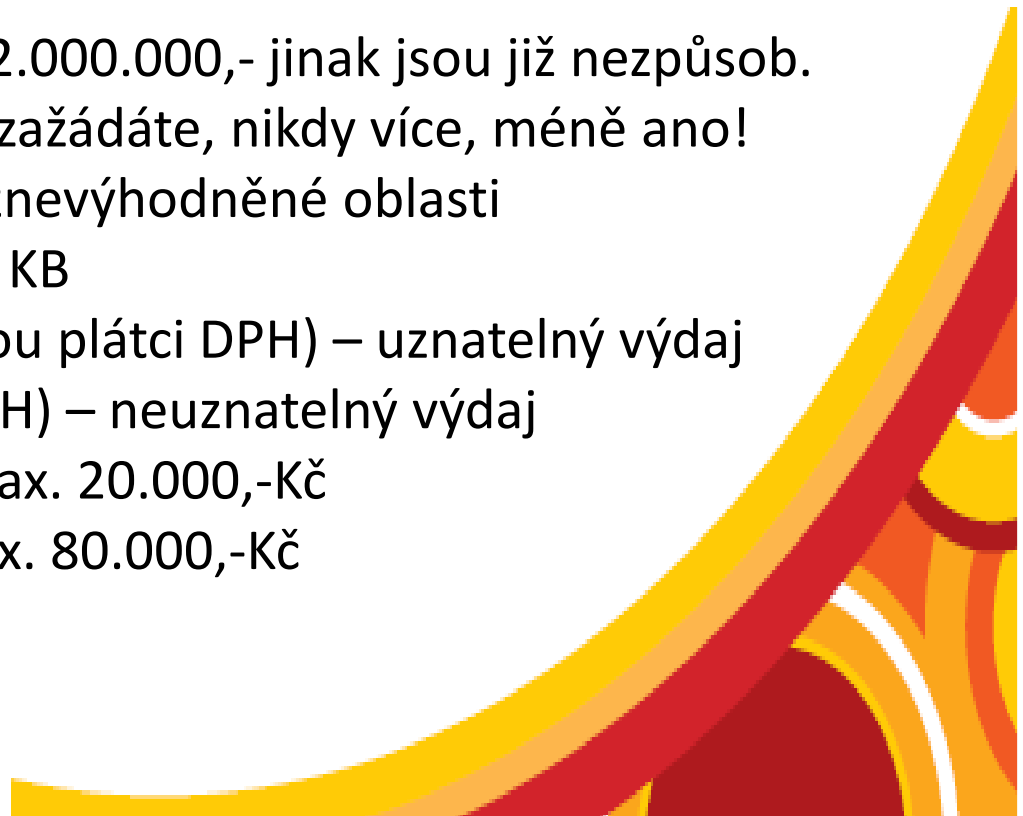 2.000.000,- jinak jsou již nezpůsob.
zažádáte, nikdy více, méně ano!
znevýhodněné oblasti
KB
ou plátci DPH) – uznatelný výdaj
H) – neuznatelný výdaj
ax. 20.000,-Kč
x. 80.000,-Kč